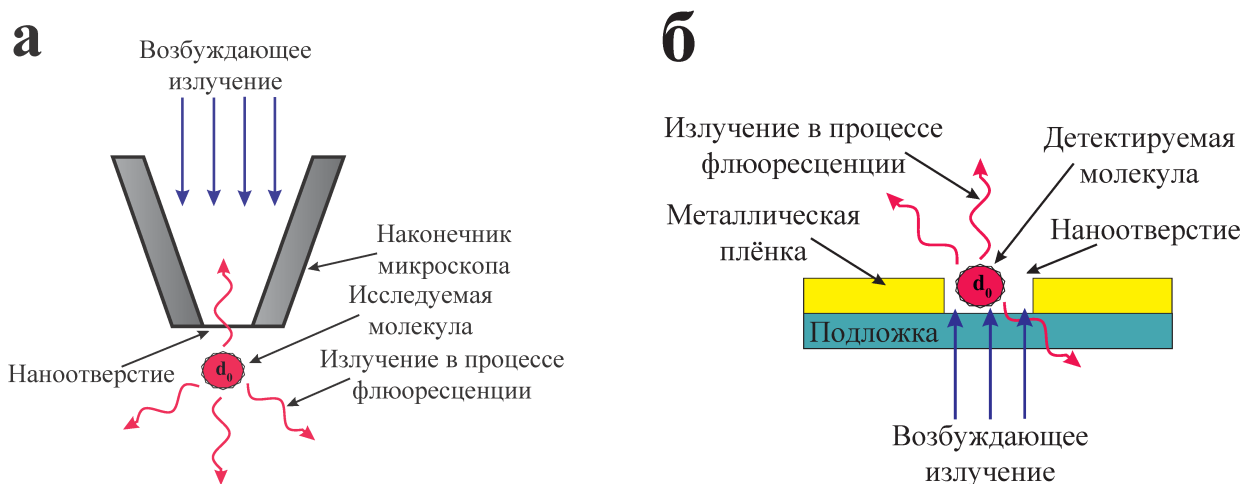 а
Возбуждающее
излучение
Наконечник
микроскопа
Исследуемая
молекула
Наноотверстие
d₀
Излучение в процессе
флюоресценции
б
Излучение в процессе
флюоресценции
Детектируемая
молекула
Металлическая
плёнка
Наноотверстие
d₀
Подложка
Возбуждающее
излучение